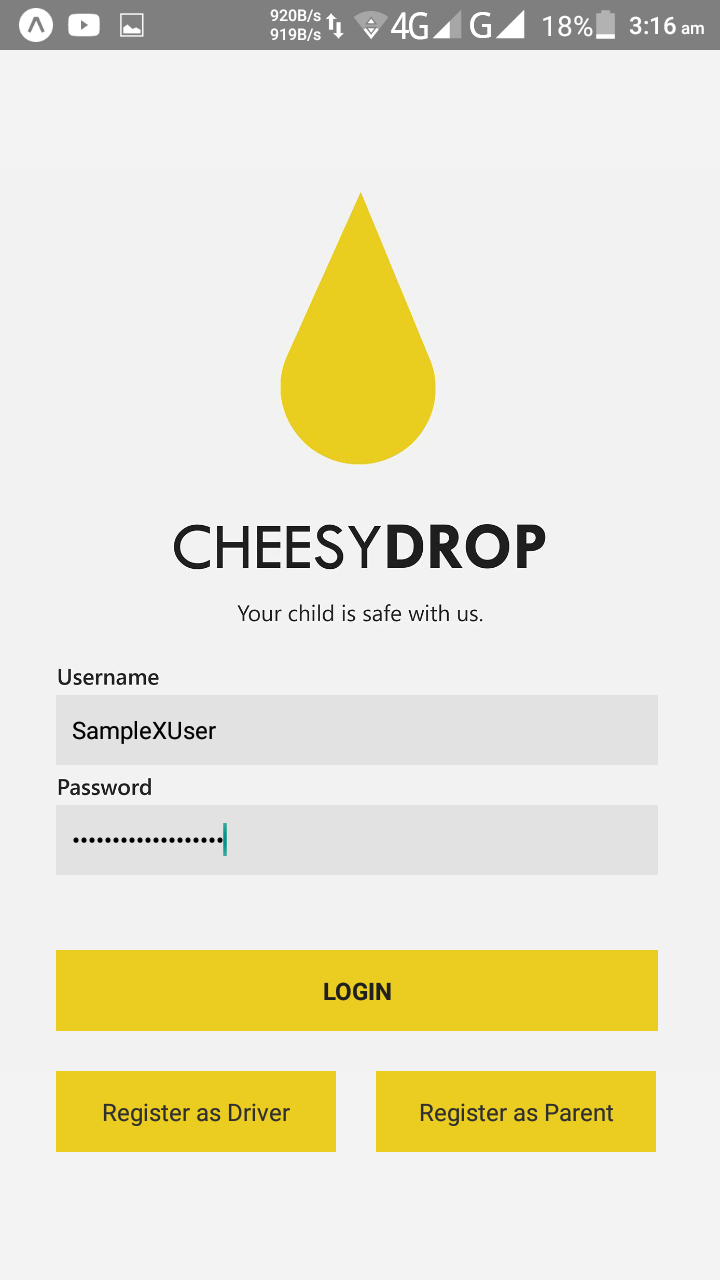 920B/s
919B/s
4G G 18% 3:16 am
CHEESYDROP
Your child is safe with us.
Username
SampleXUser
Password
•••••••••••••••••••
LOGIN
Register as Driver Register as Parent